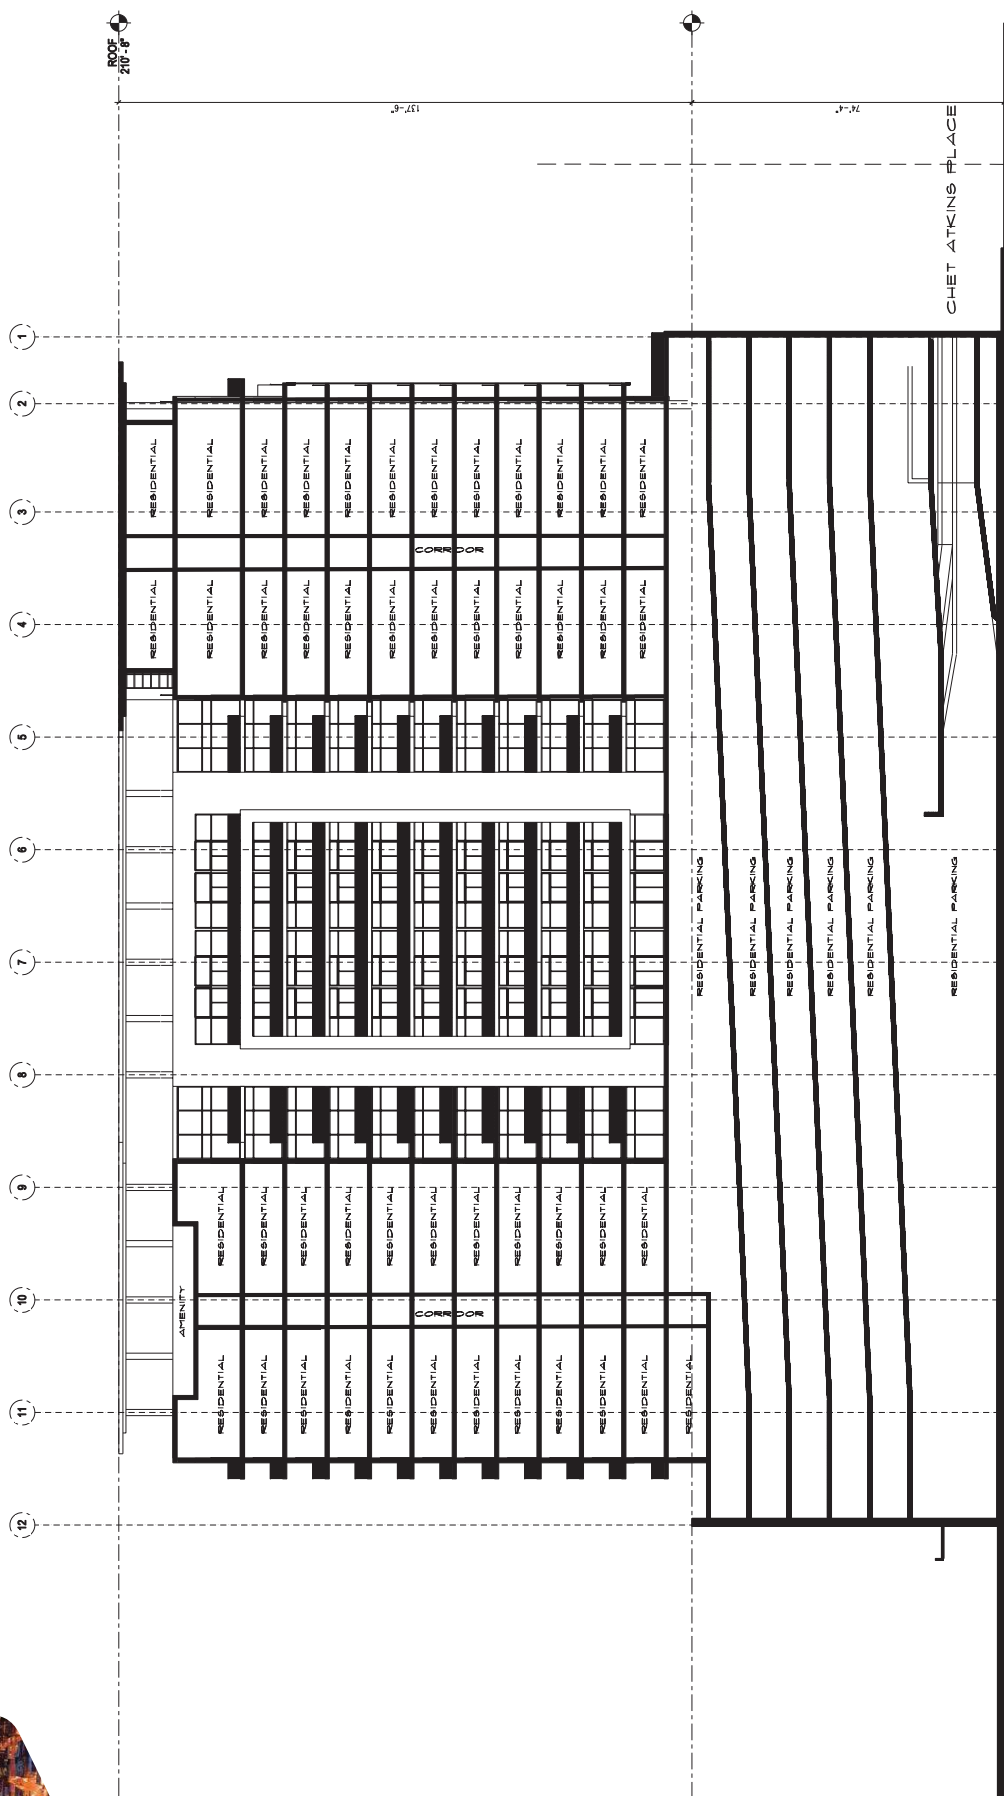 12 11 10 9 8 7 6 5 4 3 2 1
ROOF
210' - 8"
RESIDENTIAL RESIDENTIAL
AMENITY
RESIDENTIAL RESIDENTIAL
RESIDENTIAL RESIDENTIAL
RESIDENTIAL RESIDENTIAL RESIDENTIAL RESIDENTIAL
RESIDENTIAL RESIDENTIAL RESIDENTIAL RESIDENTIAL
RESIDENTIAL RESIDENTIAL RESIDENTIAL RESIDENTIAL
RESIDENTIAL RESIDENTIAL RESIDENTIAL RESIDENTIAL
137'-6"
RESIDENTIAL RESIDENTIAL RESIDENTIAL RESIDENTIAL
CORRIDOR CORRIDOR
RESIDENTIAL RESIDENTIAL RESIDENTIAL RESIDENTIAL
RESIDENTIAL RESIDENTIAL RESIDENTIAL RESIDENTIAL
RESIDENTIAL RESIDENTIAL RESIDENTIAL RESIDENTIAL
RESIDENTIAL RESIDENTIAL RESIDENTIAL RESIDENTIAL
RESIDENTIAL RESIDENTIAL RESIDENTIAL RESIDENTIAL
RESIDENTIAL
RESIDENTIAL PARKING
RESIDENTIAL PARKING
RESIDENTIAL PARKING
RESIDENTIAL PARKING
74'-4"
RESIDENTIAL PARKING
RESIDENTIAL PARKING
CHET ATKINS PLACE